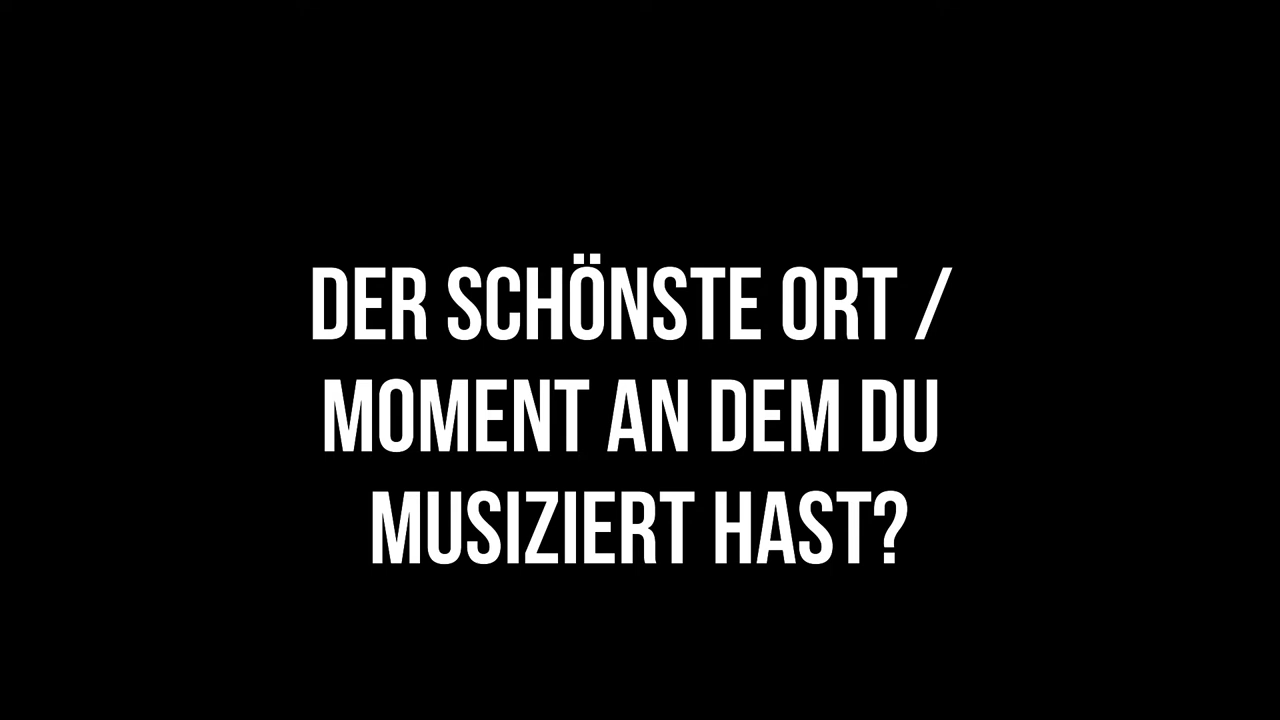 DER SCHÖNSTE ORT /
MOMENT AN DEM DU
MUSIZIERT HAST?